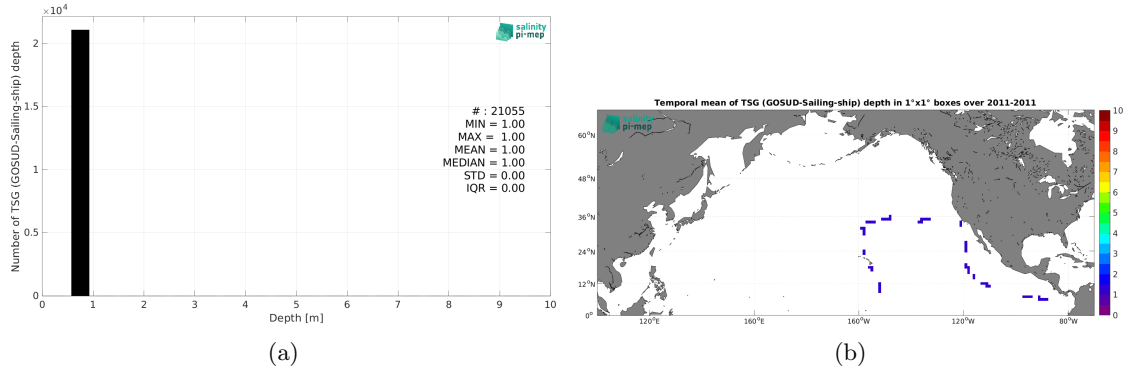 ×10⁴
salinity
pi-mep
Number of TSG (GOSUD-Sailing-ship) depth
2
1.5
1
0.5
0
# : 21055
MIN = 1.00
MAX = 1.00
MEAN = 1.00
MEDIAN = 1.00
STD = 0.00
IQR = 0.00
0 1 2 3 4 5 6 7 8 9 10
Depth [m]
(a)
Temporal mean of TSG (GOSUD-Sailing-ship) depth in 1°x1° boxes over 2011-2011
salinity
pi-mep
60°N
48°N
36°N
24°N
12°N
0°
120°E 160°E 160°W 120°W 80°W
10
9
8
7
6
5
4
3
2
1
0
(b)